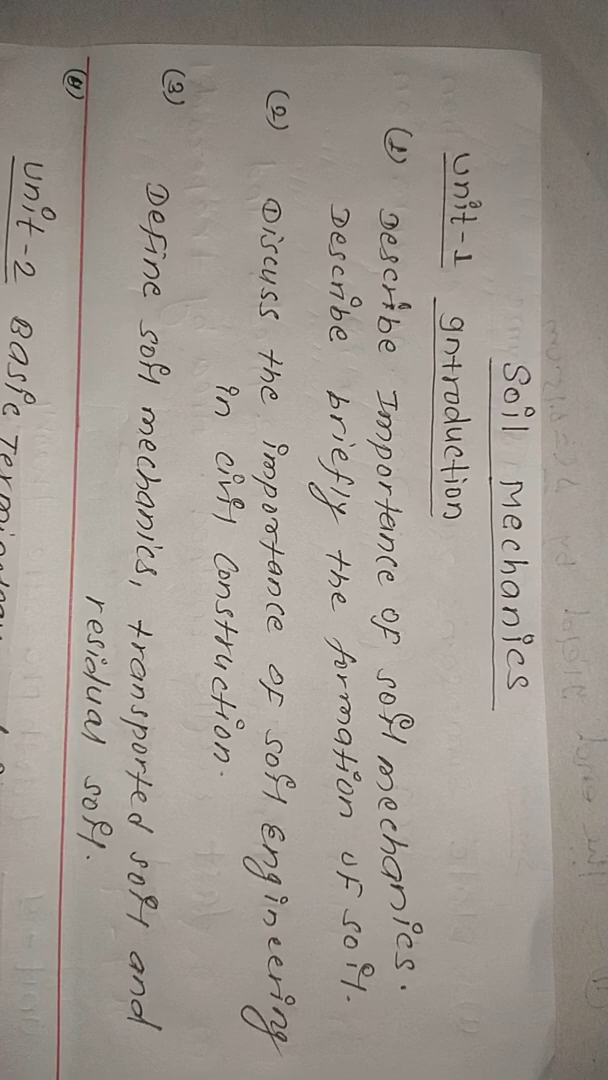 Soil Mechanics
Unit-1 Introduction
(1) Describe Importance of soil mechanics.
Describe briefly the formation of soil.
(2) Discuss the importance of soil engineering
in civil construction.
(3) Define soil mechanics, transported soil and
residual soil.
Unit-2 Basic